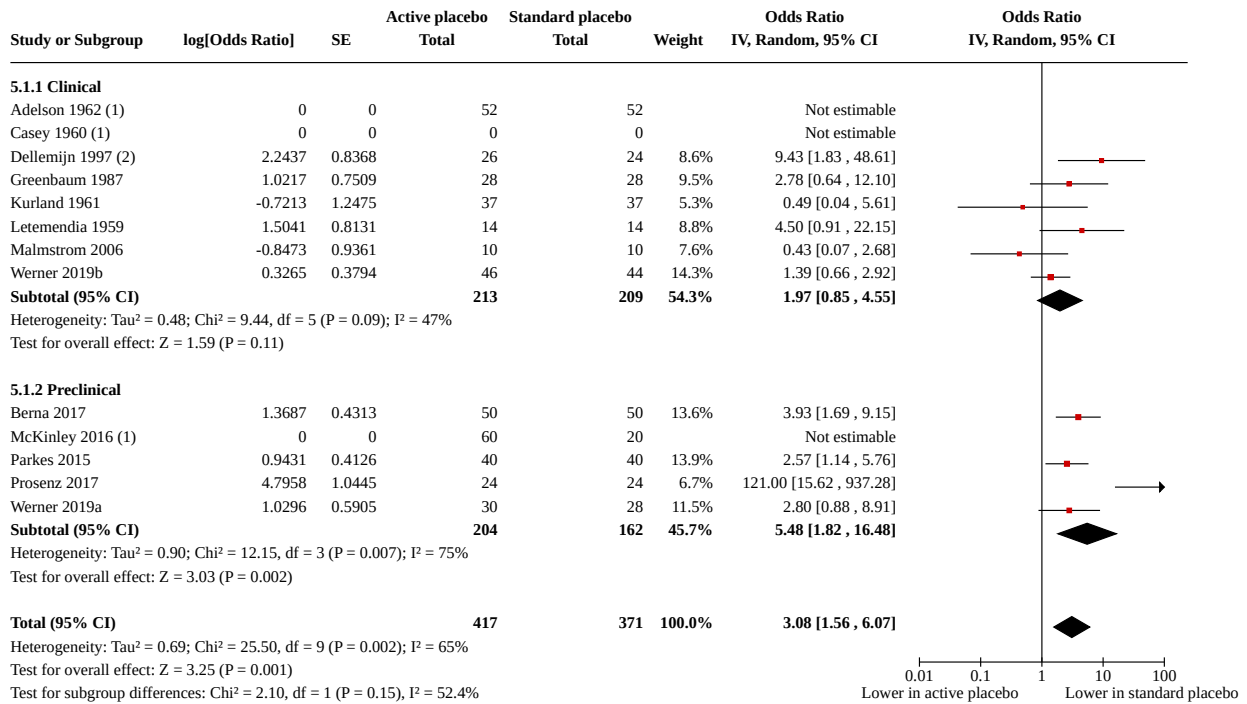 Active placebo Standard placebo Odds Ratio Odds Ratio
Study or Subgroup log[Odds Ratio] SE Total Total Weight IV, Random, 95% CI IV, Random, 95% CI
5.1.1 Clinical
Adelson 1962 (1) 0 0 52 52 Not estimable
Casey 1960 (1) 0 0 0 0 Not estimable
Dellemijn 1997 (2) 2.2437 0.8368 26 24 8.6% 9.43 [1.83 , 48.61]
Greenbaum 1987 1.0217 0.7509 28 28 9.5% 2.78 [0.64 , 12.10]
Kurland 1961 -0.7213 1.2475 37 37 5.3% 0.49 [0.04 , 5.61]
Letemendia 1959 1.5041 0.8131 14 14 8.8% 4.50 [0.91 , 22.15]
Malmstrom 2006 -0.8473 0.9361 10 10 7.6% 0.43 [0.07 , 2.68]
Werner 2019b 0.3265 0.3794 46 44 14.3% 1.39 [0.66 , 2.92]
Subtotal (95% CI) 213 209 54.3% 1.97 [0.85 , 4.55]
Heterogeneity: Tau² = 0.48; Chi² = 9.44, df = 5 (P = 0.09); I² = 47%
Test for overall effect: Z = 1.59 (P = 0.11)
5.1.2 Preclinical
Berna 2017 1.3687 0.4313 50 50 13.6% 3.93 [1.69 , 9.15]
McKinley 2016 (1) 0 0 60 20 Not estimable
Parkes 2015 0.9431 0.4126 40 40 13.9% 2.57 [1.14 , 5.76]
Prosenz 2017 4.7958 1.0445 24 24 6.7% 121.00 [15.62 , 937.28]
Werner 2019a 1.0296 0.5905 30 28 11.5% 2.80 [0.88 , 8.91]
Subtotal (95% CI) 204 162 45.7% 5.48 [1.82 , 16.48]
Heterogeneity: Tau² = 0.90; Chi² = 12.15, df = 3 (P = 0.007); I² = 75%
Test for overall effect: Z = 3.03 (P = 0.002)
Total (95% CI) 417 371 100.0% 3.08 [1.56 , 6.07]
Heterogeneity: Tau² = 0.69; Chi² = 25.50, df = 9 (P = 0.002); I² = 65%
Test for overall effect: Z = 3.25 (P = 0.001)
0.01 0.1 1 10 100
Test for subgroup differences: Chi² = 2.10, df = 1 (P = 0.15), I² = 52.4%
Lower in active placebo Lower in standard placebo